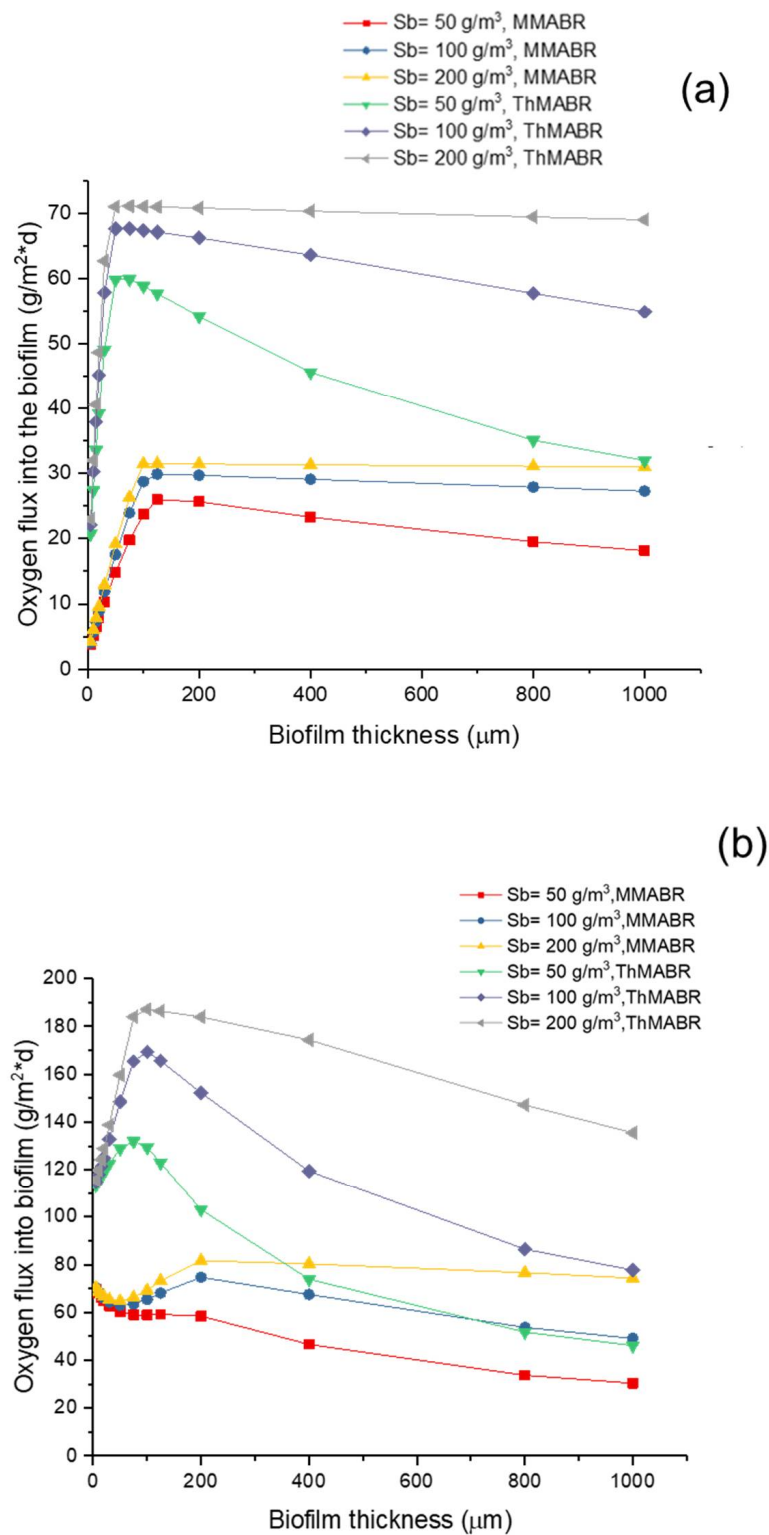 Sb= 50 g/m³, MMABR
Sb= 100 g/m³, MMABR
Sb= 200 g/m³, MMABR
Sb= 50 g/m³, ThMABR
Sb= 100 g/m³, ThMABR
Sb= 200 g/m³, ThMABR
(a)
Oxygen flux into the biofilm (g/m²*d)
70
60
50
40
30
20
10
0
0 200 400 600 800 1000
Biofilm thickness (μm)
(b)
Sb= 50 g/m³,MMABR
Sb= 100 g/m³,MMABR
Sb= 200 g/m³,MMABR
Sb= 50 g/m³,ThMABR
Sb= 100 g/m³,ThMABR
Sb= 200 g/m³,ThMABR
Oxygen flux into biofilm (g/m²*d)
200
180
160
140
120
100
80
60
40
20
0
0 200 400 600 800 1000
Biofilm thickness (μm)